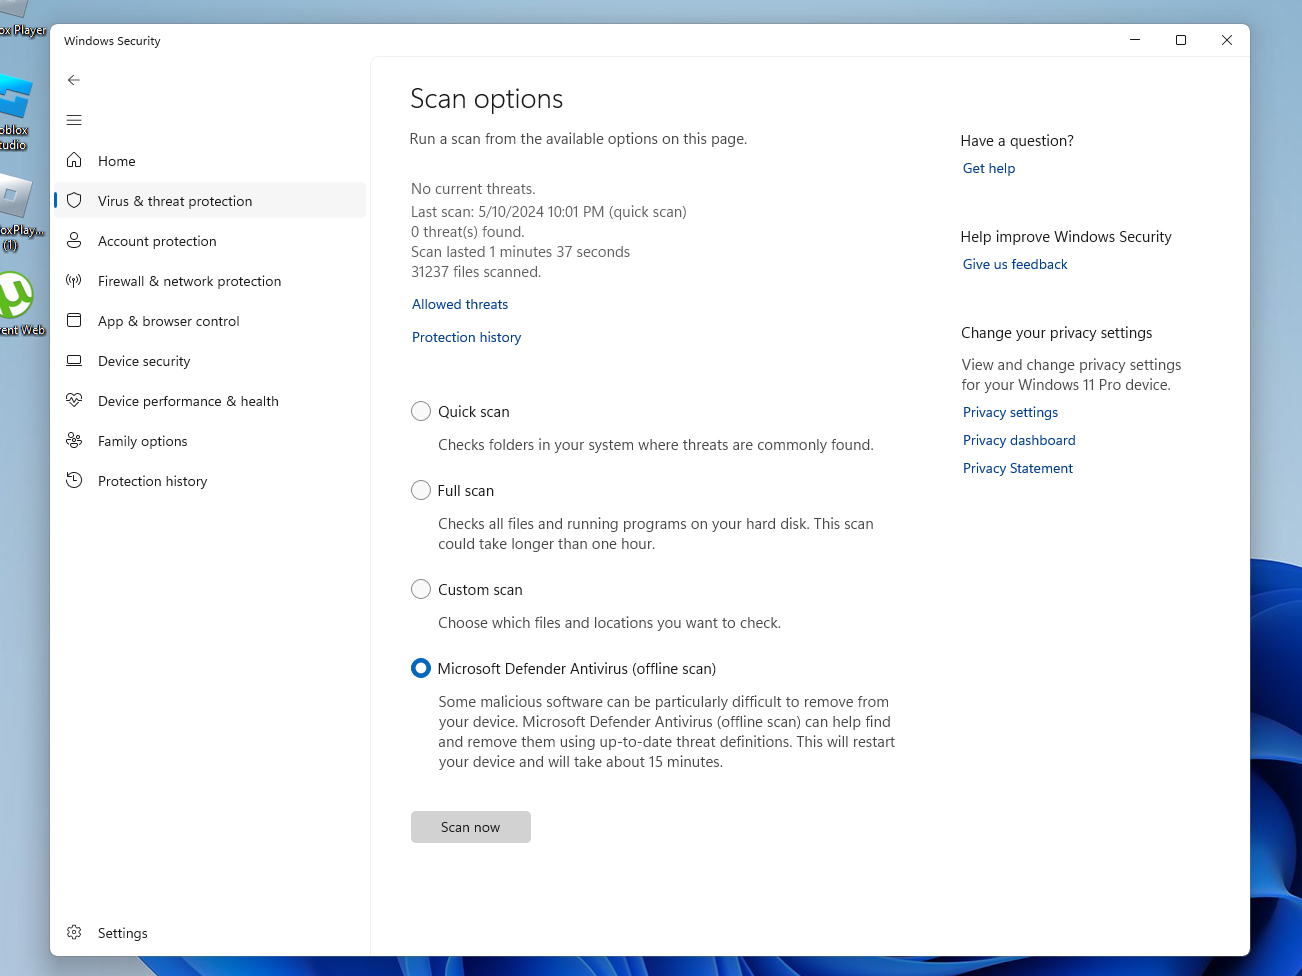 ox Player
oblox
tudio
oxPlay...
(1)
rent Web
Windows Security
Home
Virus & threat protection
Account protection
Firewall & network protection
App & browser control
Device security
Device performance & health
Family options
Protection history
Settings
Scan options
Run a scan from the available options on this page.
No current threats.
Last scan: 5/10/2024 10:01 PM (quick scan)
0 threat(s) found.
Scan lasted 1 minutes 37 seconds
31237 files scanned.
Allowed threats
Protection history
Quick scan
Checks folders in your system where threats are commonly found.
Full scan
Checks all files and running programs on your hard disk. This scan
could take longer than one hour.
Custom scan
Choose which files and locations you want to check.
Microsoft Defender Antivirus (offline scan)
Some malicious software can be particularly difficult to remove from
your device. Microsoft Defender Antivirus (offline scan) can help find
and remove them using up-to-date threat definitions. This will restart
your device and will take about 15 minutes.
Scan now
Have a question?
Get help
Help improve Windows Security
Give us feedback
Change your privacy settings
View and change privacy settings
for your Windows 11 Pro device.
Privacy settings
Privacy dashboard
Privacy Statement